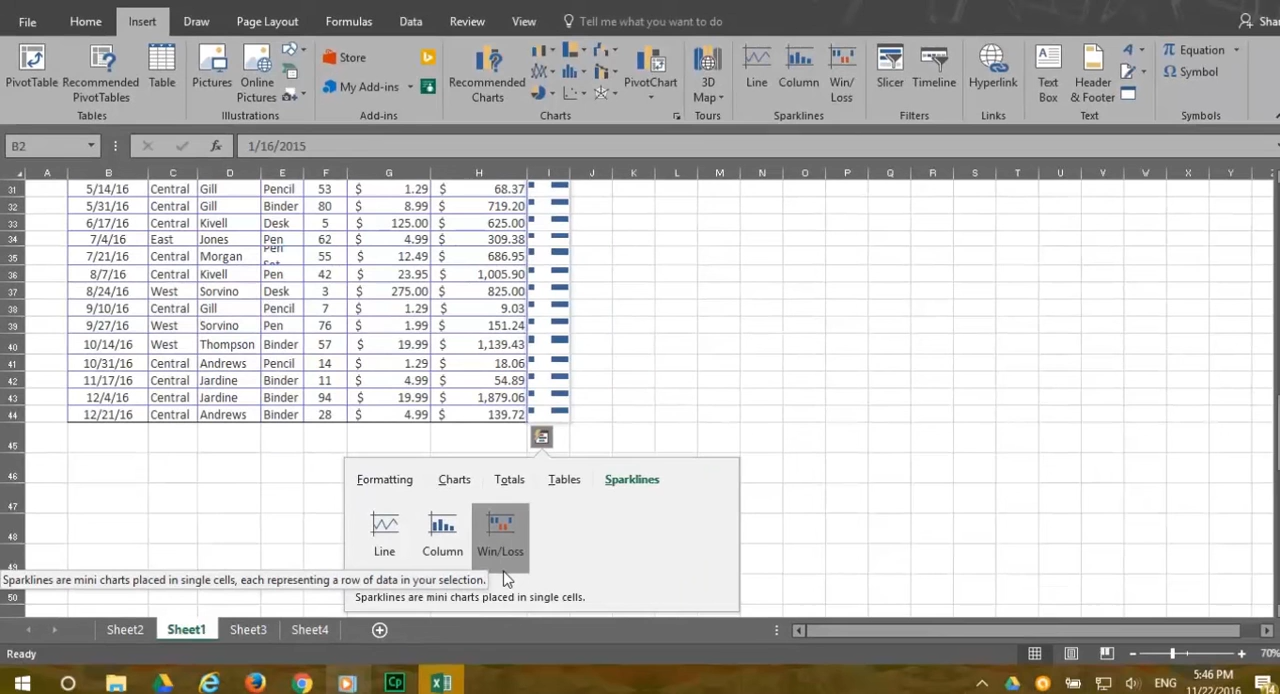 File Home Insert Draw Page Layout Formulas Data Review View Tell me what you want to do
PivotTable Recommended PivotTables Table Pictures Online Pictures Store My Add-ins Recommended Charts PivotChart 3D Map Line Column Win/Loss Slicer Timeline Hyperlink Text Box Header & Footer Equation Symbol
Tables Illustrations Add-ins Charts Tours Sparklines Filters Links Text Symbols
B2 fx 1/16/2015
A B C D E F G H I J K L M N O P Q R S T U V W X Y
31 5/14/16 Central Gill Pencil 53 $ 1.29 $ 68.37
32 5/31/16 Central Gill Binder 80 $ 8.99 $ 719.20
33 6/17/16 Central Kivell Desk 5 $ 125.00 $ 625.00
34 7/4/16 East Jones Pen 62 $ 4.99 $ 309.38
35 7/21/16 Central Morgan Pen Set 55 $ 12.49 $ 686.95
36 8/7/16 Central Kivell Pen 42 $ 23.95 $ 1,005.90
37 8/24/16 West Sorvino Desk 3 $ 275.00 $ 825.00
38 9/10/16 Central Gill Pencil 7 $ 1.29 $ 9.03
39 9/27/16 West Sorvino Pen 76 $ 1.99 $ 151.24
40 10/14/16 West Thompson Binder 57 $ 19.99 $ 1,139.43
41 10/31/16 Central Andrews Pencil 14 $ 1.29 $ 18.06
42 11/17/16 Central Jardine Binder 11 $ 4.99 $ 54.89
43 12/4/16 Central Jardine Binder 94 $ 19.99 $ 1,879.06
44 12/21/16 Central Andrews Binder 28 $ 4.99 $ 139.72
45
46
Formatting Charts Totals Tables Sparklines
47
48
Line Column Win/Loss
Sparklines are mini charts placed in single cells, each representing a row of data in your selection.
50 Sparklines are mini charts placed in single cells.
Sheet2 Sheet1 Sheet3 Sheet4
Ready 70%
ENG 5:46 PM
11/22/2016